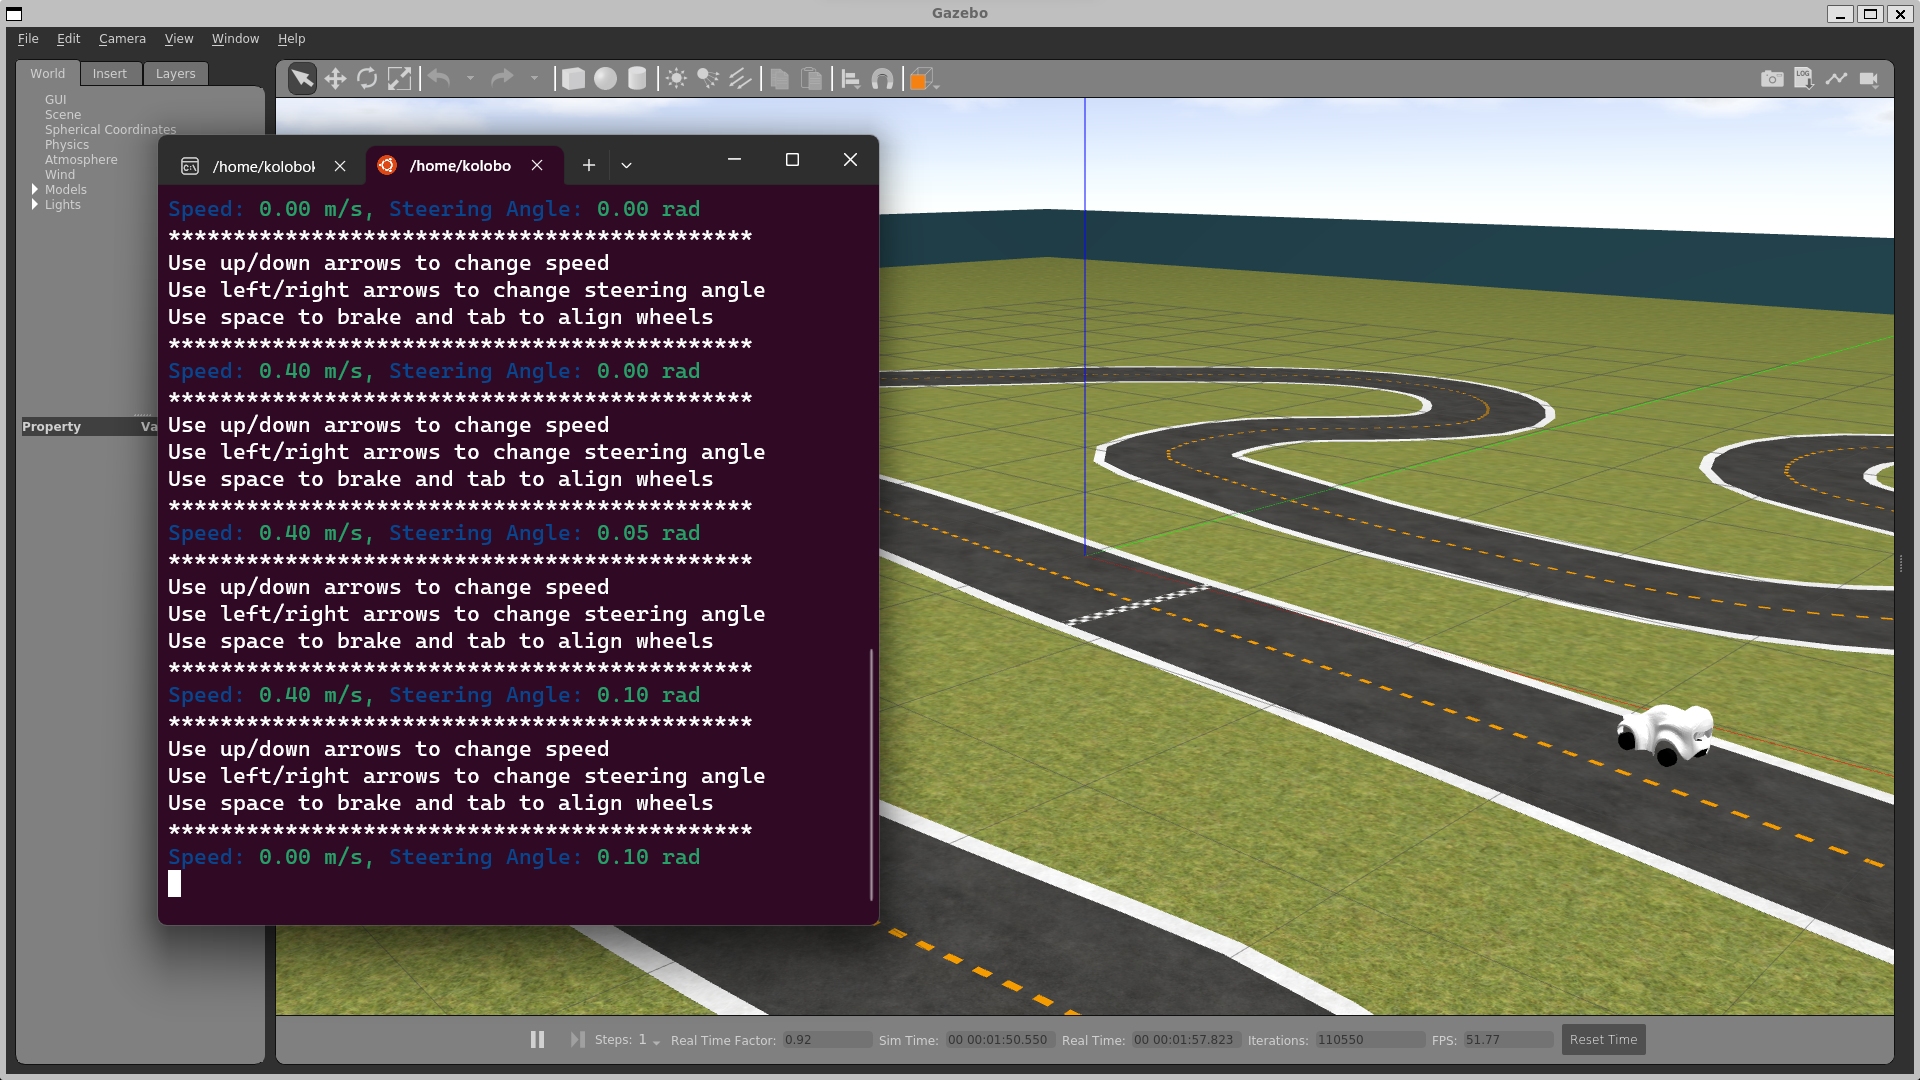 Gazebo
File Edit Camera View Window Help
World Insert Layers
GUI
Scene
Spherical Coordinates
Physics
Atmosphere
Wind
Models
Lights
Property Va
LOG
/home/kolobok /home/kolobo
Speed: 0.00 m/s, Steering Angle: 0.00 rad
*********************************************
Use up/down arrows to change speed
Use left/right arrows to change steering angle
Use space to brake and tab to align wheels
*********************************************
Speed: 0.40 m/s, Steering Angle: 0.00 rad
*********************************************
Use up/down arrows to change speed
Use left/right arrows to change steering angle
Use space to brake and tab to align wheels
*********************************************
Speed: 0.40 m/s, Steering Angle: 0.05 rad
*********************************************
Use up/down arrows to change speed
Use left/right arrows to change steering angle
Use space to brake and tab to align wheels
*********************************************
Speed: 0.40 m/s, Steering Angle: 0.10 rad
*********************************************
Use up/down arrows to change speed
Use left/right arrows to change steering angle
Use space to brake and tab to align wheels
*********************************************
Speed: 0.00 m/s, Steering Angle: 0.10 rad
Steps: 1 Real Time Factor: 0.92 Sim Time: 00 00:01:50.550 Real Time: 00 00:01:57.823 Iterations: 110550 FPS: 51.77 Reset Time